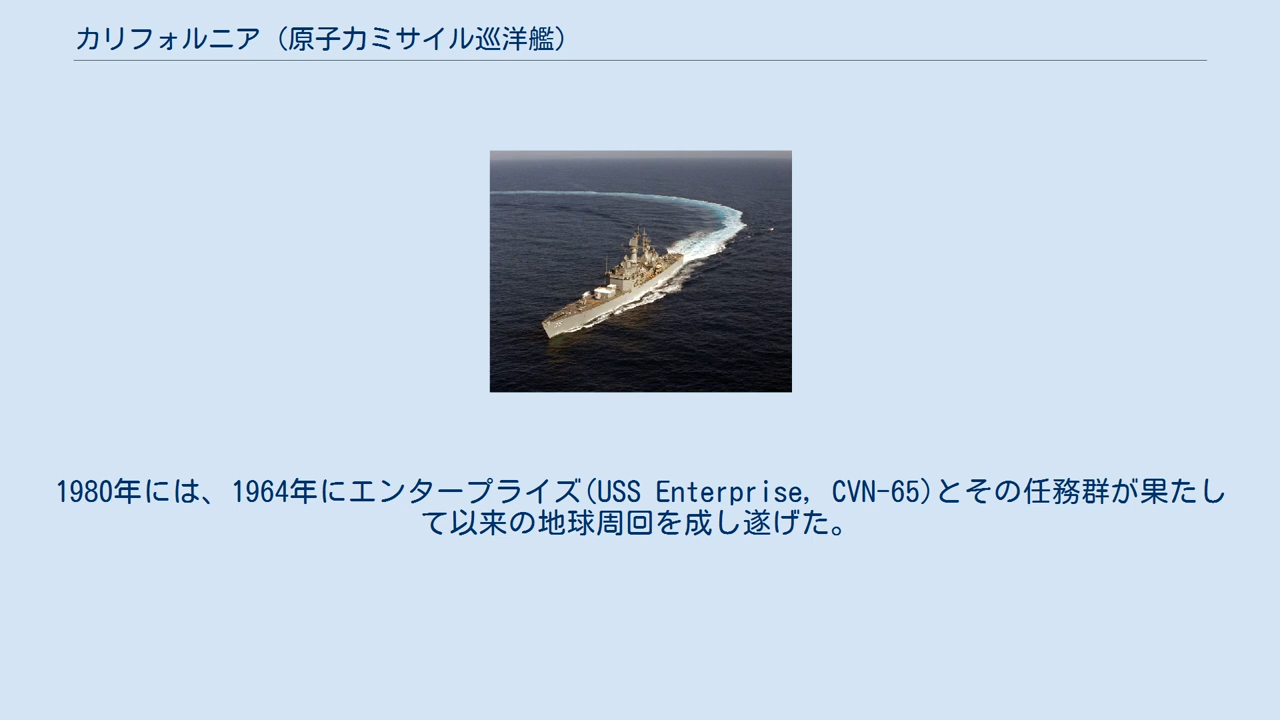 カリフォルニア（原子力ミサイル巡洋艦）
1980年には、1964年にエンタープライズ(USS Enterprise, CVN-65)とその任務群が果たし
て以来の地球周回を成し遂げた。